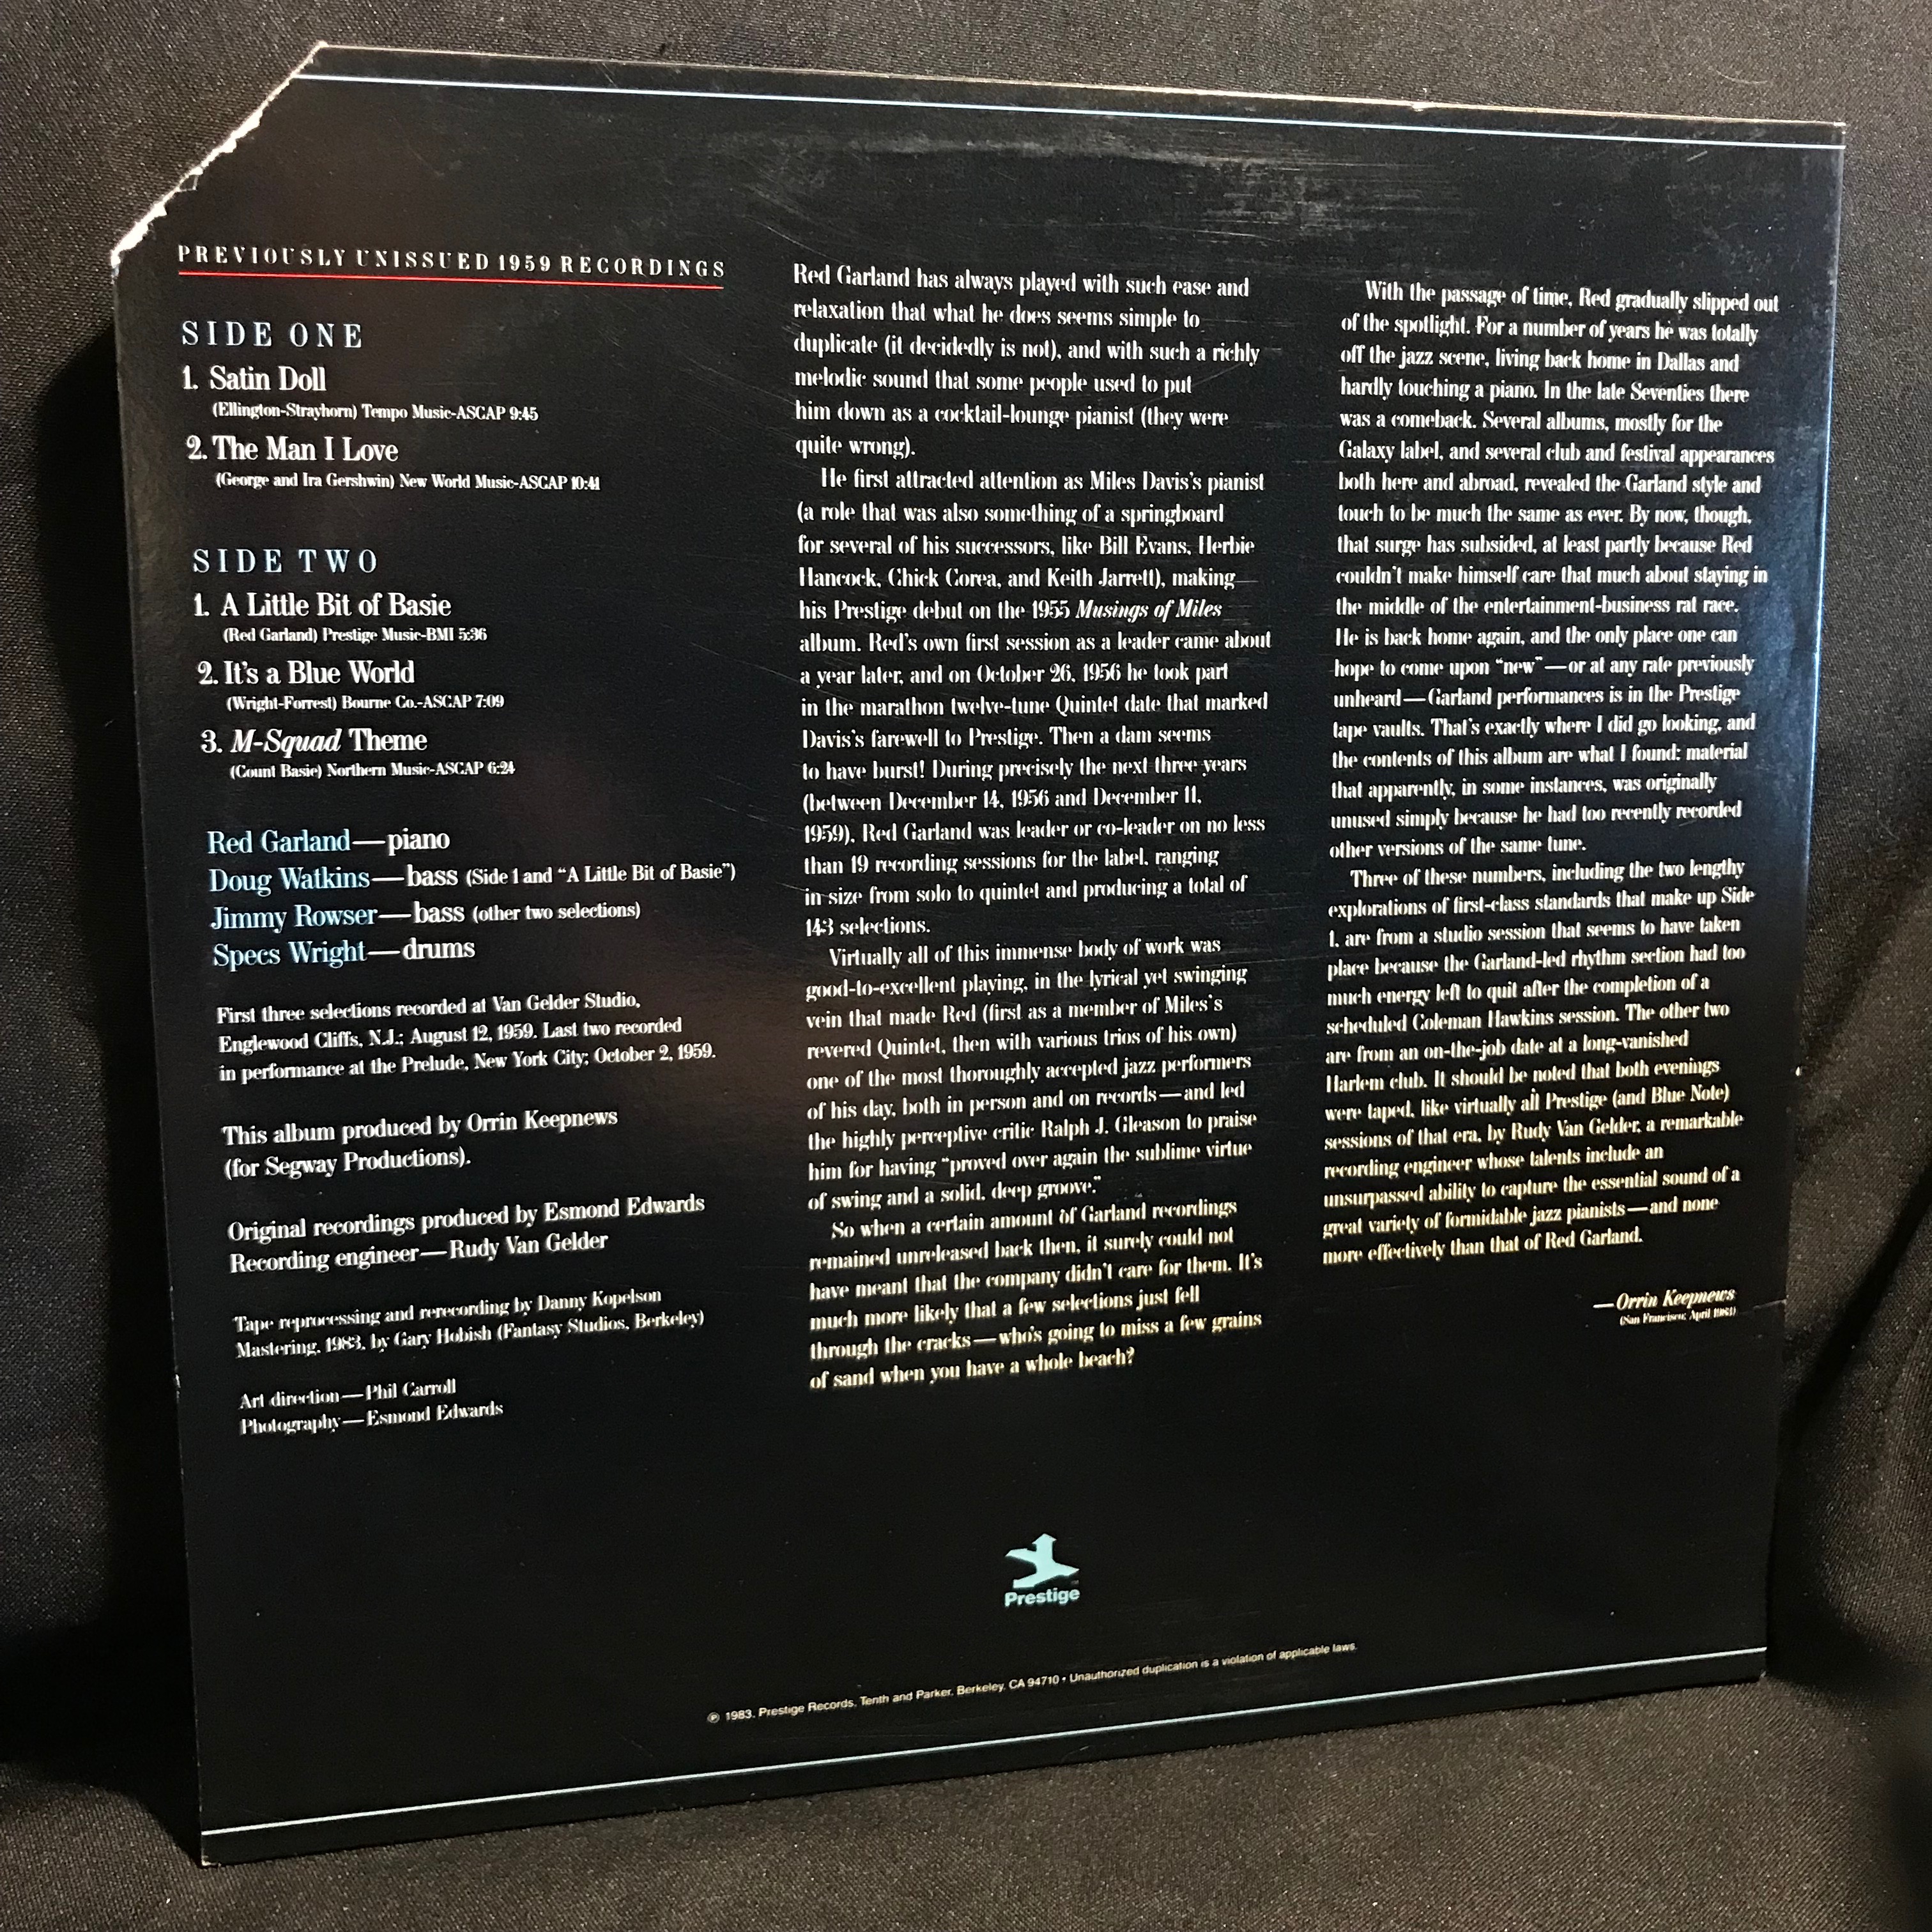 PREVIOUSLY UNISSUED 1959 RECORDINGS
SIDE ONE
1. Satin Doll
(Ellington-Strayhorn) Tempo Music-ASCAP 9:45
2. The Man I Love
(George and Ira Gershwin) New World Music-ASCAP 10:41
SIDE TWO
1. A Little Bit of Basie
(Red Garland) Prestige Music-BMI 5:36
2. It's a Blue World
(Wright-Forrest) Bourne Co.-ASCAP 7:09
3. M-Squad Theme
(Count Basie) Northern Music-ASCAP 6:24
Red Garland—piano
Doug Watkins—bass (Side 1 and “A Little Bit of Basie”)
Jimmy Rowser—bass (other two selections)
Specs Wright—drums
First three selections recorded at Van Gelder Studio,
Englewood Cliffs, N.J.; August 12, 1959. Last two recorded
in performance at the Prelude, New York City; October 2, 1959.
This album produced by Orrin Keepnews
(for Segway Productions).
Original recordings produced by Esmond Edwards
Recording engineer—Rudy Van Gelder
Tape reprocessing and rerecording by Danny Kopelson
Mastering, 1983, by Gary Hobish (Fantasy Studios, Berkeley)
Art direction—Phil Carroll
Photography—Esmond Edwards
Red Garland has always played with such ease and
relaxation that what he does seems simple to
duplicate (it decidedly is not), and with such a richly
melodic sound that some people used to put
him down as a cocktail-lounge pianist (they were
quite wrong).
He first attracted attention as Miles Davis's pianist
(a role that was also something of a springboard
for several of his successors, like Bill Evans, Herbie
Hancock, Chick Corea, and Keith Jarrett), making
his Prestige debut on the 1955 Musings of Miles
album. Red's own first session as a leader came about
a year later, and on October 26, 1956 he took part
in the marathon twelve-tune Quintet date that marked
Davis's farewell to Prestige. Then a dam seems
to have burst! During precisely the next three years
(between December 14, 1956 and December 11,
1959), Red Garland was leader or co-leader on no less
than 19 recording sessions for the label, ranging
in size from solo to quintet and producing a total of
143 selections.
Virtually all of this immense body of work was
good-to-excellent playing, in the lyrical yet swinging
vein that made Red (first as a member of Miles's
revered Quintet, then with various trios of his own)
one of the most thoroughly accepted jazz performers
of his day, both in person and on records—and led
the highly perceptive critic Ralph J. Gleason to praise
him for having “proved over again the sublime virtue
of swing and a solid, deep groove.”
So when a certain amount of Garland recordings
remained unreleased back then, it surely could not
have meant that the company didn't care for them. It's
much more likely that a few selections just fell
through the cracks—who's going to miss a few grains
of sand when you have a whole beach?
With the passage of time, Red gradually slipped out
of the spotlight. For a number of years he was totally
off the jazz scene, living back home in Dallas and
hardly touching a piano. In the late Seventies there
was a comeback. Several albums, mostly for the
Galaxy label, and several club and festival appearances
both here and abroad, revealed the Garland style and
touch to be much the same as ever. By now, though,
that surge has subsided, at least partly because Red
couldn't make himself care that much about staying in
the middle of the entertainment-business rat race.
He is back home again, and the only place one can
hope to come upon “new”—or at any rate previously
unheard—Garland performances is in the Prestige
tape vaults. That's exactly where I did go looking, and
the contents of this album are what I found: material
that apparently, in some instances, was originally
unused simply because he had too recently recorded
other versions of the same tune.
Three of these numbers, including the two lengthy
explorations of first-class standards that make up Side
1, are from a studio session that seems to have taken
place because the Garland-led rhythm section had too
much energy left to quit after the completion of a
scheduled Coleman Hawkins session. The other two
are from an on-the-job date at a long-vanished
Harlem club. It should be noted that both evenings
were taped, like virtually all Prestige (and Blue Note)
sessions of that era, by Rudy Van Gelder, a remarkable
recording engineer whose talents include an
unsurpassed ability to capture the essential sound of a
great variety of formidable jazz pianists—and none
more effectively than that of Red Garland.
—Orrin Keepnews
(San Francisco; April 1983)
Prestige
℗ 1983, Prestige Records, Tenth and Parker, Berkeley, CA 94710 • Unauthorized duplication is a violation of applicable laws.